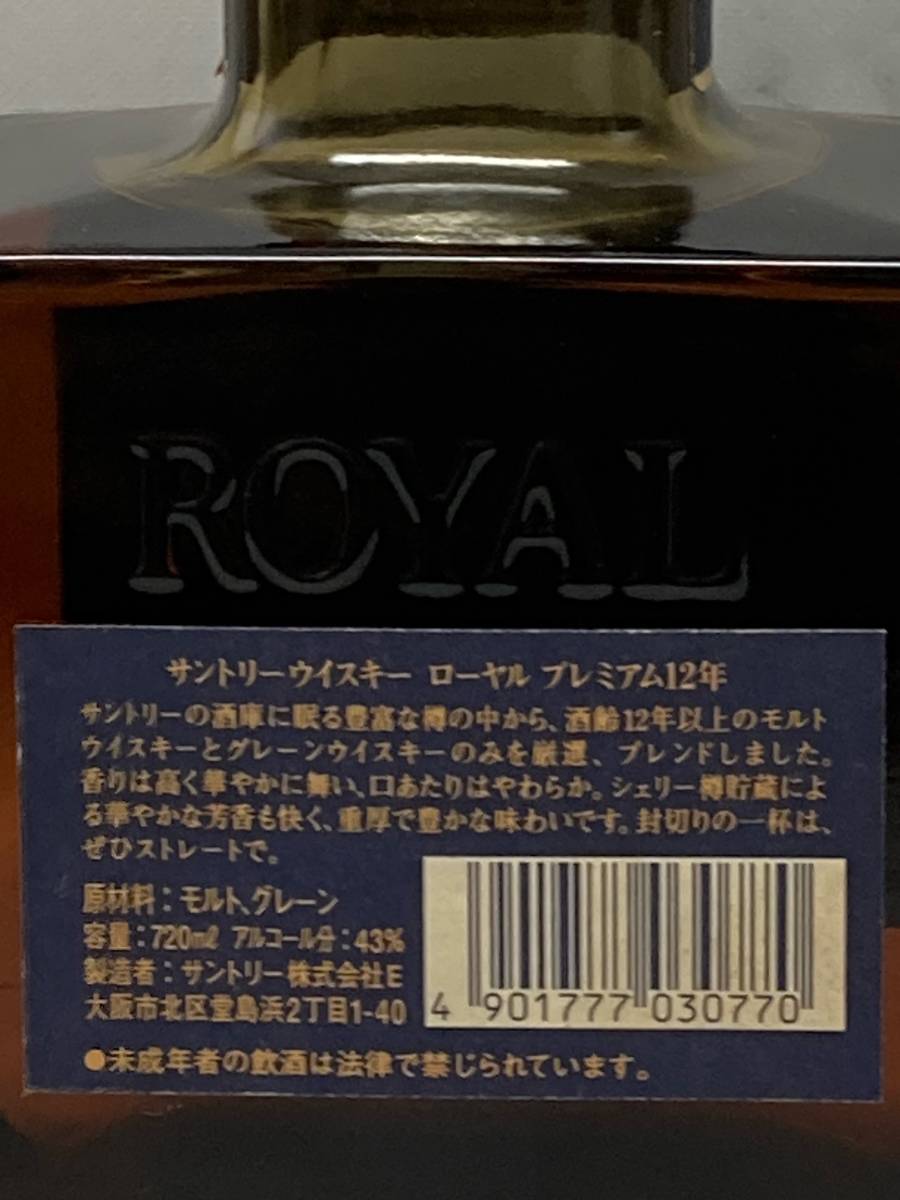 ROYAL
サントリーウイスキー ローヤル プレミアム12年
サントリーの酒庫に眠る豊富な樽の中から、酒齢12年以上のモルト
ウイスキーとグレーンウイスキーのみを厳選、ブレンドしました。
香りは高く華やかに舞い、口あたりはやわらか。シェリー樽貯蔵によ
る華やかな芳香も快く、重厚で豊かな味わいです。封切りの一杯は、
ぜひストレートで。
原材料：モルト、グレーン
容量：720mℓ アルコール分：43%
製造者：サントリー株式会社E
大阪市北区堂島浜2丁目1-40
4 901777 030770
●未成年者の飲酒は法律で禁じられています。